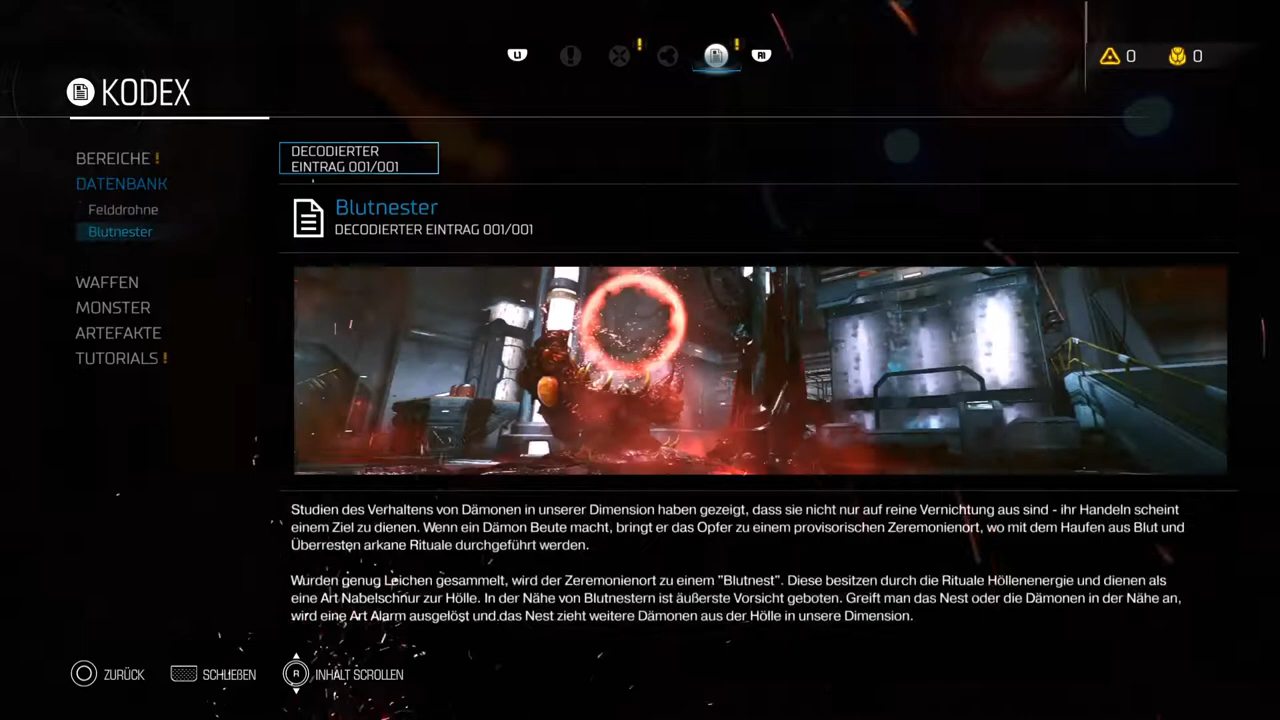 L1
!
!
R1
0
0
KODEX
BEREICHE !
DATENBANK
Felddrohne
Blutnester
WAFFEN
MONSTER
ARTEFAKTE
TUTORIALS !
DECODIERTER
EINTRAG 001/001
Blutnester
DECODIERTER EINTRAG 001/001
Studien des Verhaltens von Dämonen in unserer Dimension haben gezeigt, dass sie nicht nur auf reine Vernichtung aus sind - ihr Handeln scheint
einem Ziel zu dienen. Wenn ein Dämon Beute macht, bringt er das Opfer zu einem provisorischen Zeremonienort, wo mit dem Haufen aus Blut und
Überresten arkane Rituale durchgeführt werden.
Wurden genug Leichen gesammelt, wird der Zeremonienort zu einem "Blutnest". Diese besitzen durch die Rituale Höllenenergie und dienen als
eine Art Nabelschnur zur Hölle. In der Nähe von Blutnestern ist äußerste Vorsicht geboten. Greift man das Nest oder die Dämonen in der Nähe an,
wird eine Art Alarm ausgelöst und das Nest zieht weitere Dämonen aus der Hölle in unsere Dimension.
ZURÜCK
SCHLIEßEN
R
INHALT SCROLLEN